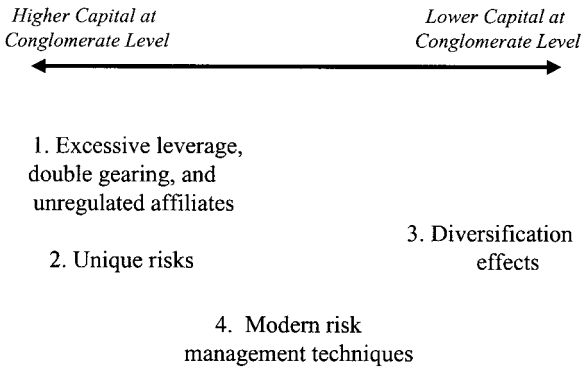 Higher Capital at
Conglomerate Level
Lower Capital at
Conglomerate Level
1. Excessive leverage,
double gearing, and
unregulated affiliates
2. Unique risks
3. Diversification
effects
4. Modern risk
management techniques